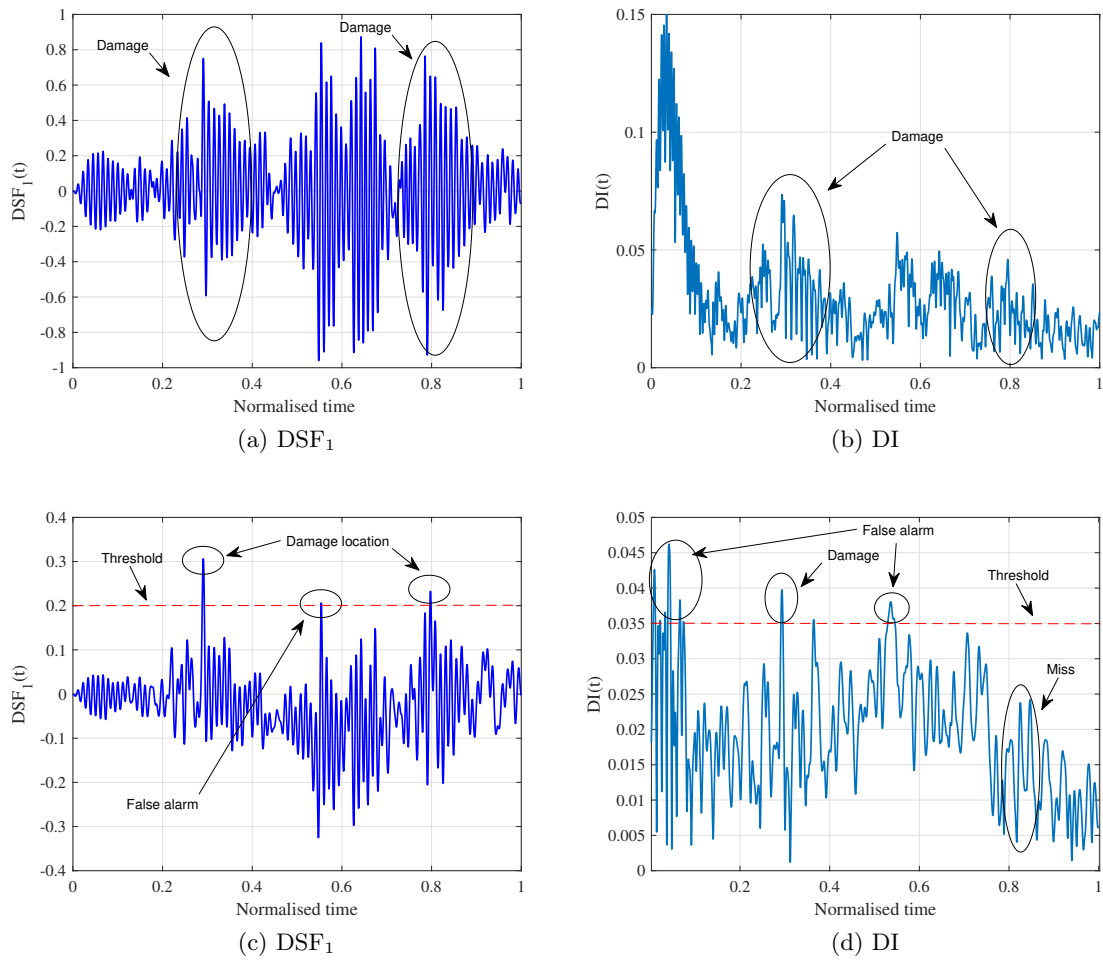 Damage
Damage
1
0.8
0.6
0.4
0.2
0
-0.2
-0.4
-0.6
-0.8
-1
DSF1(t)
0 0.2 0.4 0.6 0.8 1
Normalised time
(a) DSF1
0.15
0.1
0.05
0
DI(t)
Damage
0 0.2 0.4 0.6 0.8 1
Normalised time
(b) DI
0.4
0.3
0.2
0.1
0
-0.1
-0.2
-0.3
-0.4
DSF1(t)
Threshold
Damage location
False alarm
0 0.2 0.4 0.6 0.8 1
Normalised time
(c) DSF1
0.05
0.045
0.04
0.035
0.03
0.025
0.02
0.015
0.01
0.005
0
DI(t)
False alarm
Damage
Threshold
Miss
0.2 0.4 0.6 0.8 1
Normalised time
(d) DI